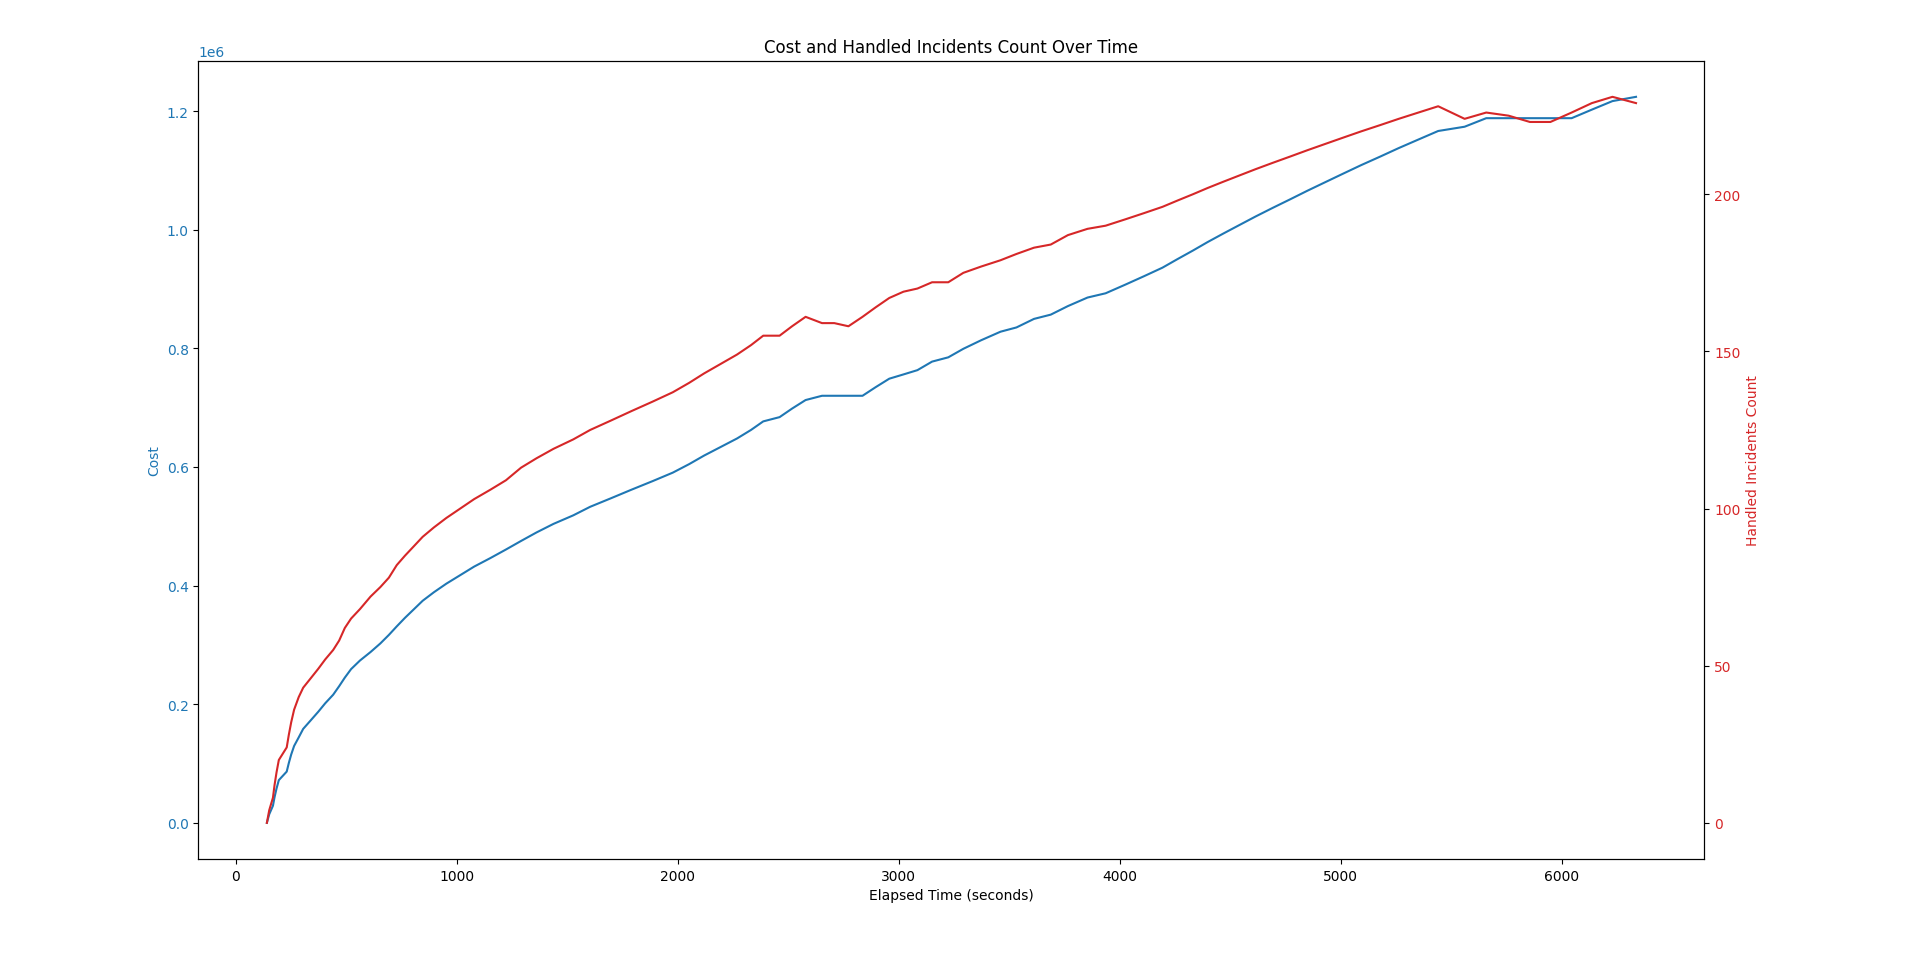 Cost and Handled Incidents Count Over Time
1e6
1.2
1.0
0.8
0.6
0.4
0.2
0.0
Cost
200
150
100
50
0
Handled Incidents Count
0 1000 2000 3000 4000 5000 6000
Elapsed Time (seconds)